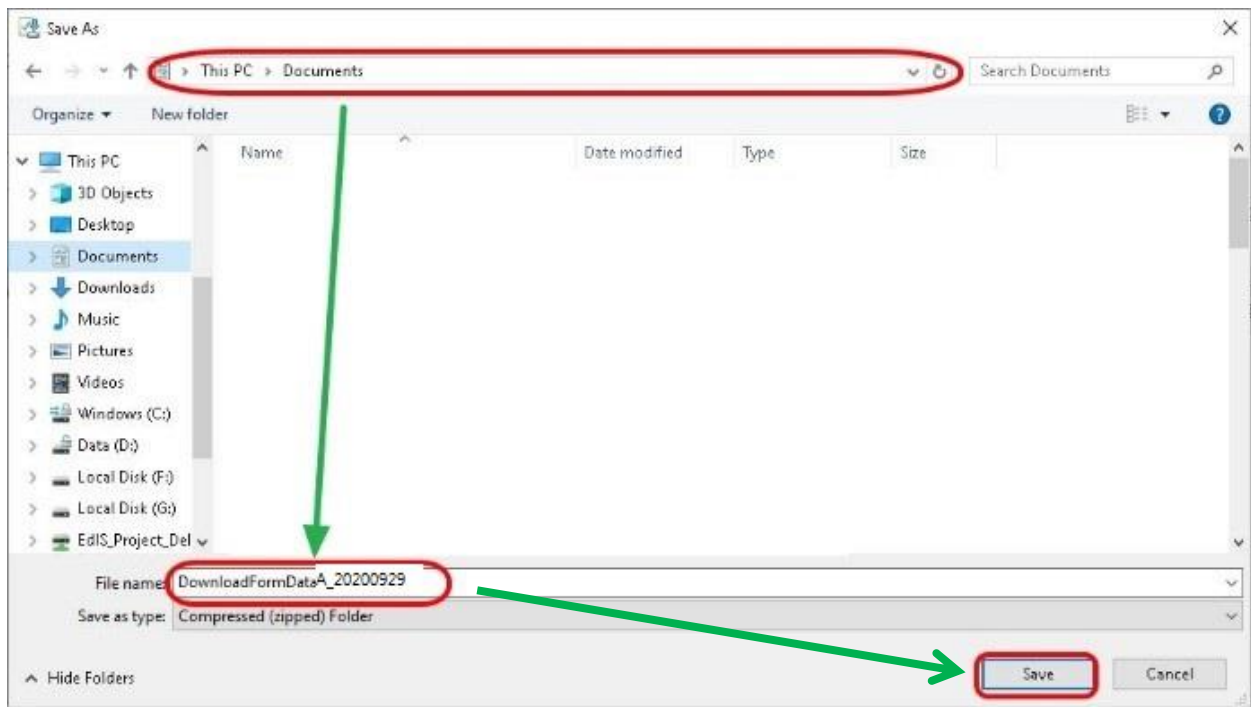 Save As
This PC > Documents
Search Documents
Organize
New folder
Name
Date modified
Type
Size
This PC
3D Objects
Desktop
Documents
Downloads
Music
Pictures
Videos
Windows (C:)
Data (D:)
Local Disk (F:)
Local Disk (G:)
EdIS_Project_Del
File name: DownloadFormDataA_20200929
Save as type: Compressed (zipped) Folder
Hide Folders
Save
Cancel